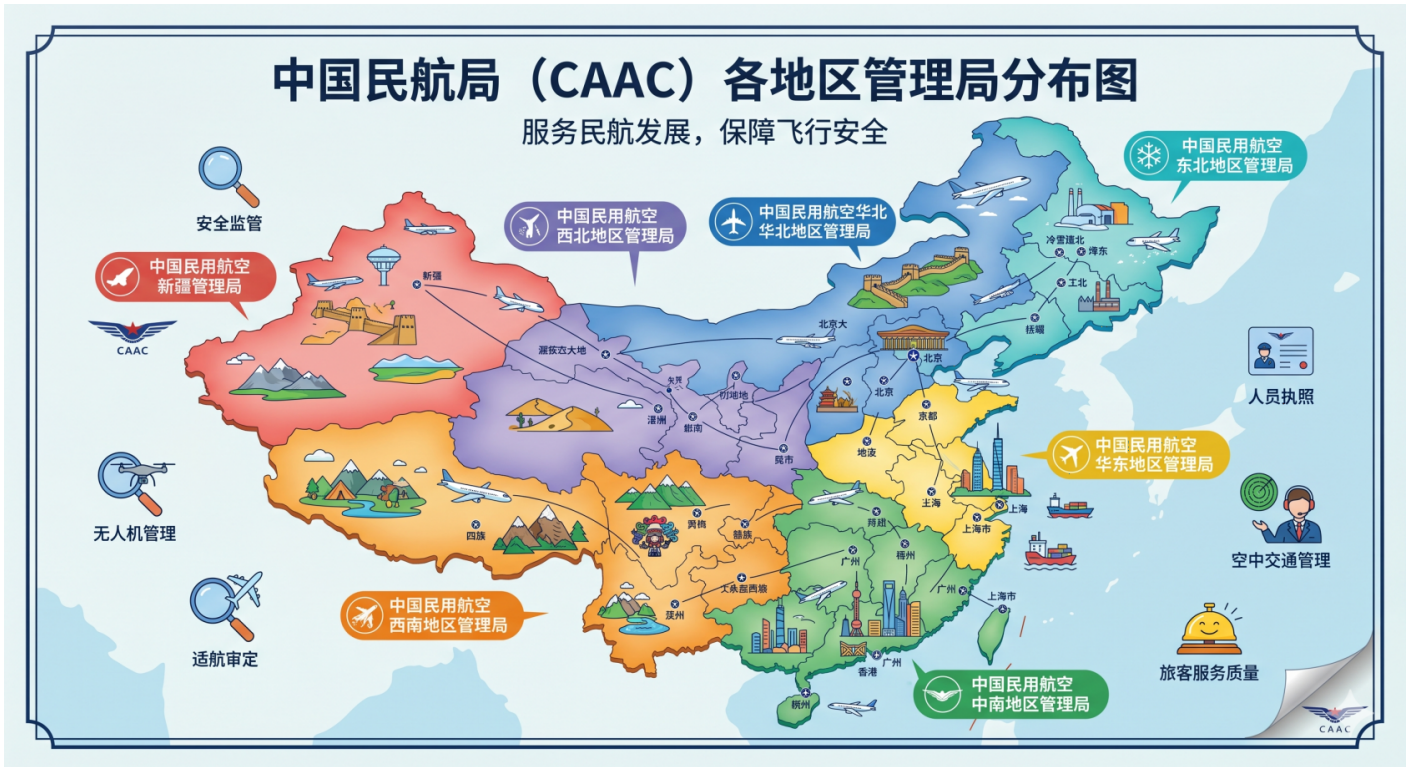 中国民航局（CAAC）各地区管理局分布图
服务民航发展，保障飞行安全
安全监管
中国民用航空
新疆管理局
CAAC
无人机管理
适航审定
中国民用航空
西北地区管理局
中国民用航空华北
华北地区管理局
中国民用航空
东北地区管理局
新疆
北京大
北京
北京
工北
京都
上海
上海市
广州
广州
上海市
香港
广州
中国民用航空
华东地区管理局
中国民用航空
西南地区管理局
中国民用航空
中南地区管理局
人员执照
空中交通管理
旅客服务质量
CAAC